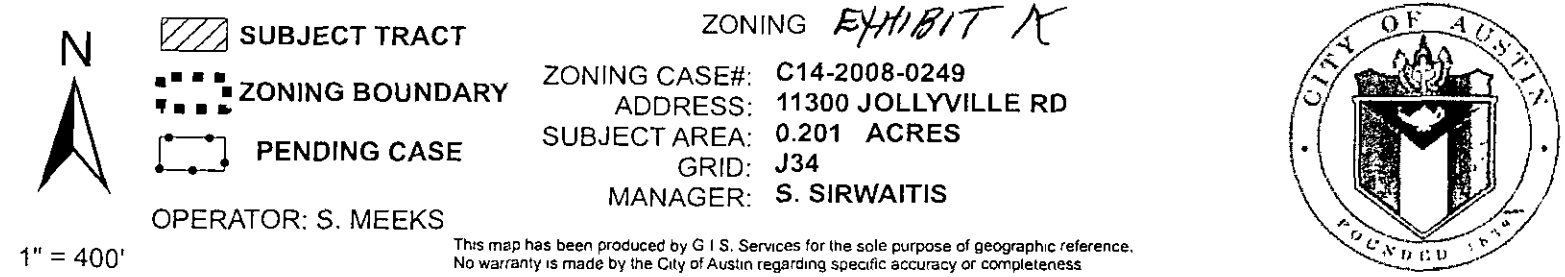 N
SUBJECT TRACT
ZONING BOUNDARY
PENDING CASE
OPERATOR: S. MEEKS
1" = 400'
ZONING EXHIBIT A
ZONING CASE#: C14-2008-0249
ADDRESS: 11300 JOLLYVILLE RD
SUBJECT AREA: 0.201 ACRES
GRID: J34
MANAGER: S. SIRWAITIS
This map has been produced by G I S. Services for the sole purpose of geographic reference.
No warranty is made by the City of Austin regarding specific accuracy or completeness
CITY OF AUSTIN
FOUNDED 1839